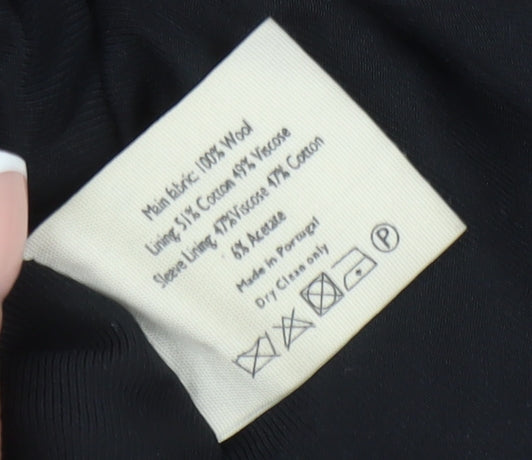 Main fabric: 100% Wool
Lining: 51% Cotton 49% Viscose
Sleeve Lining: 47% Viscose 47% Cotton
6% Acetate
Made in Portugal
Dry Clean only
P